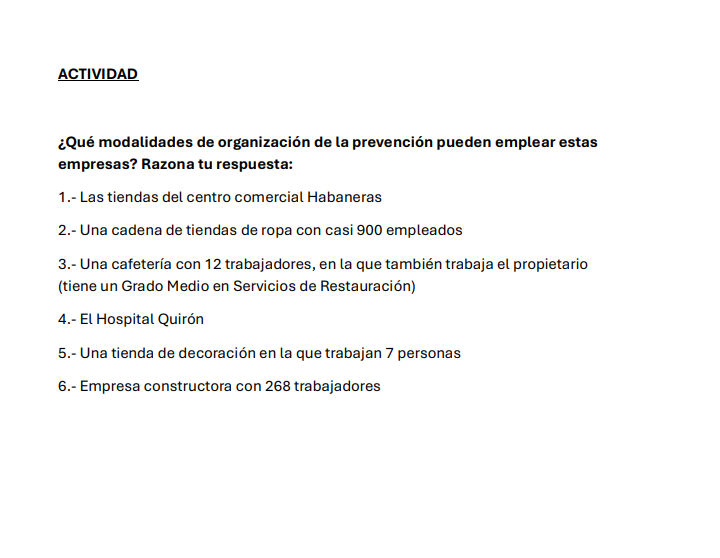 ACTIVIDAD
¿Qué modalidades de organización de la prevención pueden emplear estas
empresas? Razona tu respuesta:
1.- Las tiendas del centro comercial Habaneras
2.- Una cadena de tiendas de ropa con casi 900 empleados
3.- Una cafetería con 12 trabajadores, en la que también trabaja el propietario
(tiene un Grado Medio en Servicios de Restauración)
4.- El Hospital Quirón
5.- Una tienda de decoración en la que trabajan 7 personas
6.- Empresa constructora con 268 trabajadores